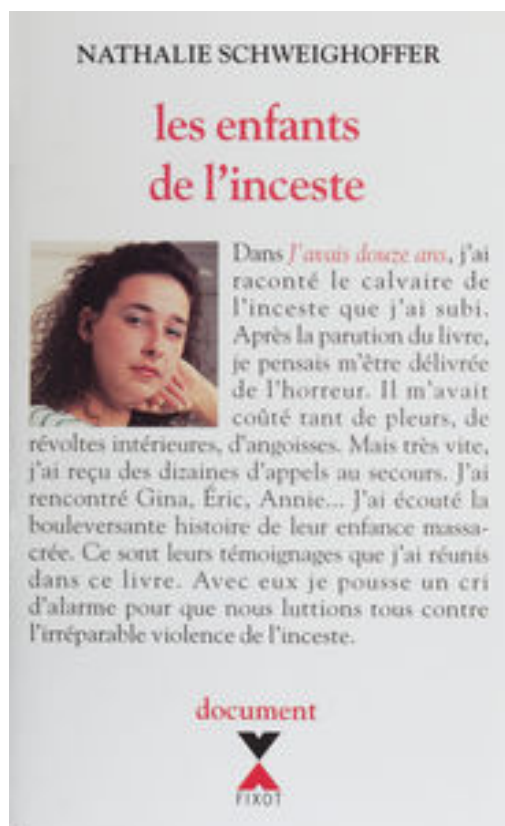 NATHALIE SCHWEIGHOFFER
les enfants
de l'inceste
Dans J'avais douze ans, j'ai
raconté le calvaire de
l'inceste que j'ai subi.
Après la parution du livre,
je pensais m'être délivrée
de l'horreur. Il m'avait
coûté tant de pleurs, de
révoltes intérieures, d'angoisses. Mais très vite,
j'ai reçu des dizaines d'appels au secours. J'ai
rencontré Gina, Éric, Annie... J'ai écouté la
bouleversante histoire de leur enfance massa-
crée. Ce sont leurs témoignages que j'ai réunis
dans ce livre. Avec eux je pousse un cri
d'alarme pour que nous luttions tous contre
l'irréparable violence de l'inceste.
document
FIXOT